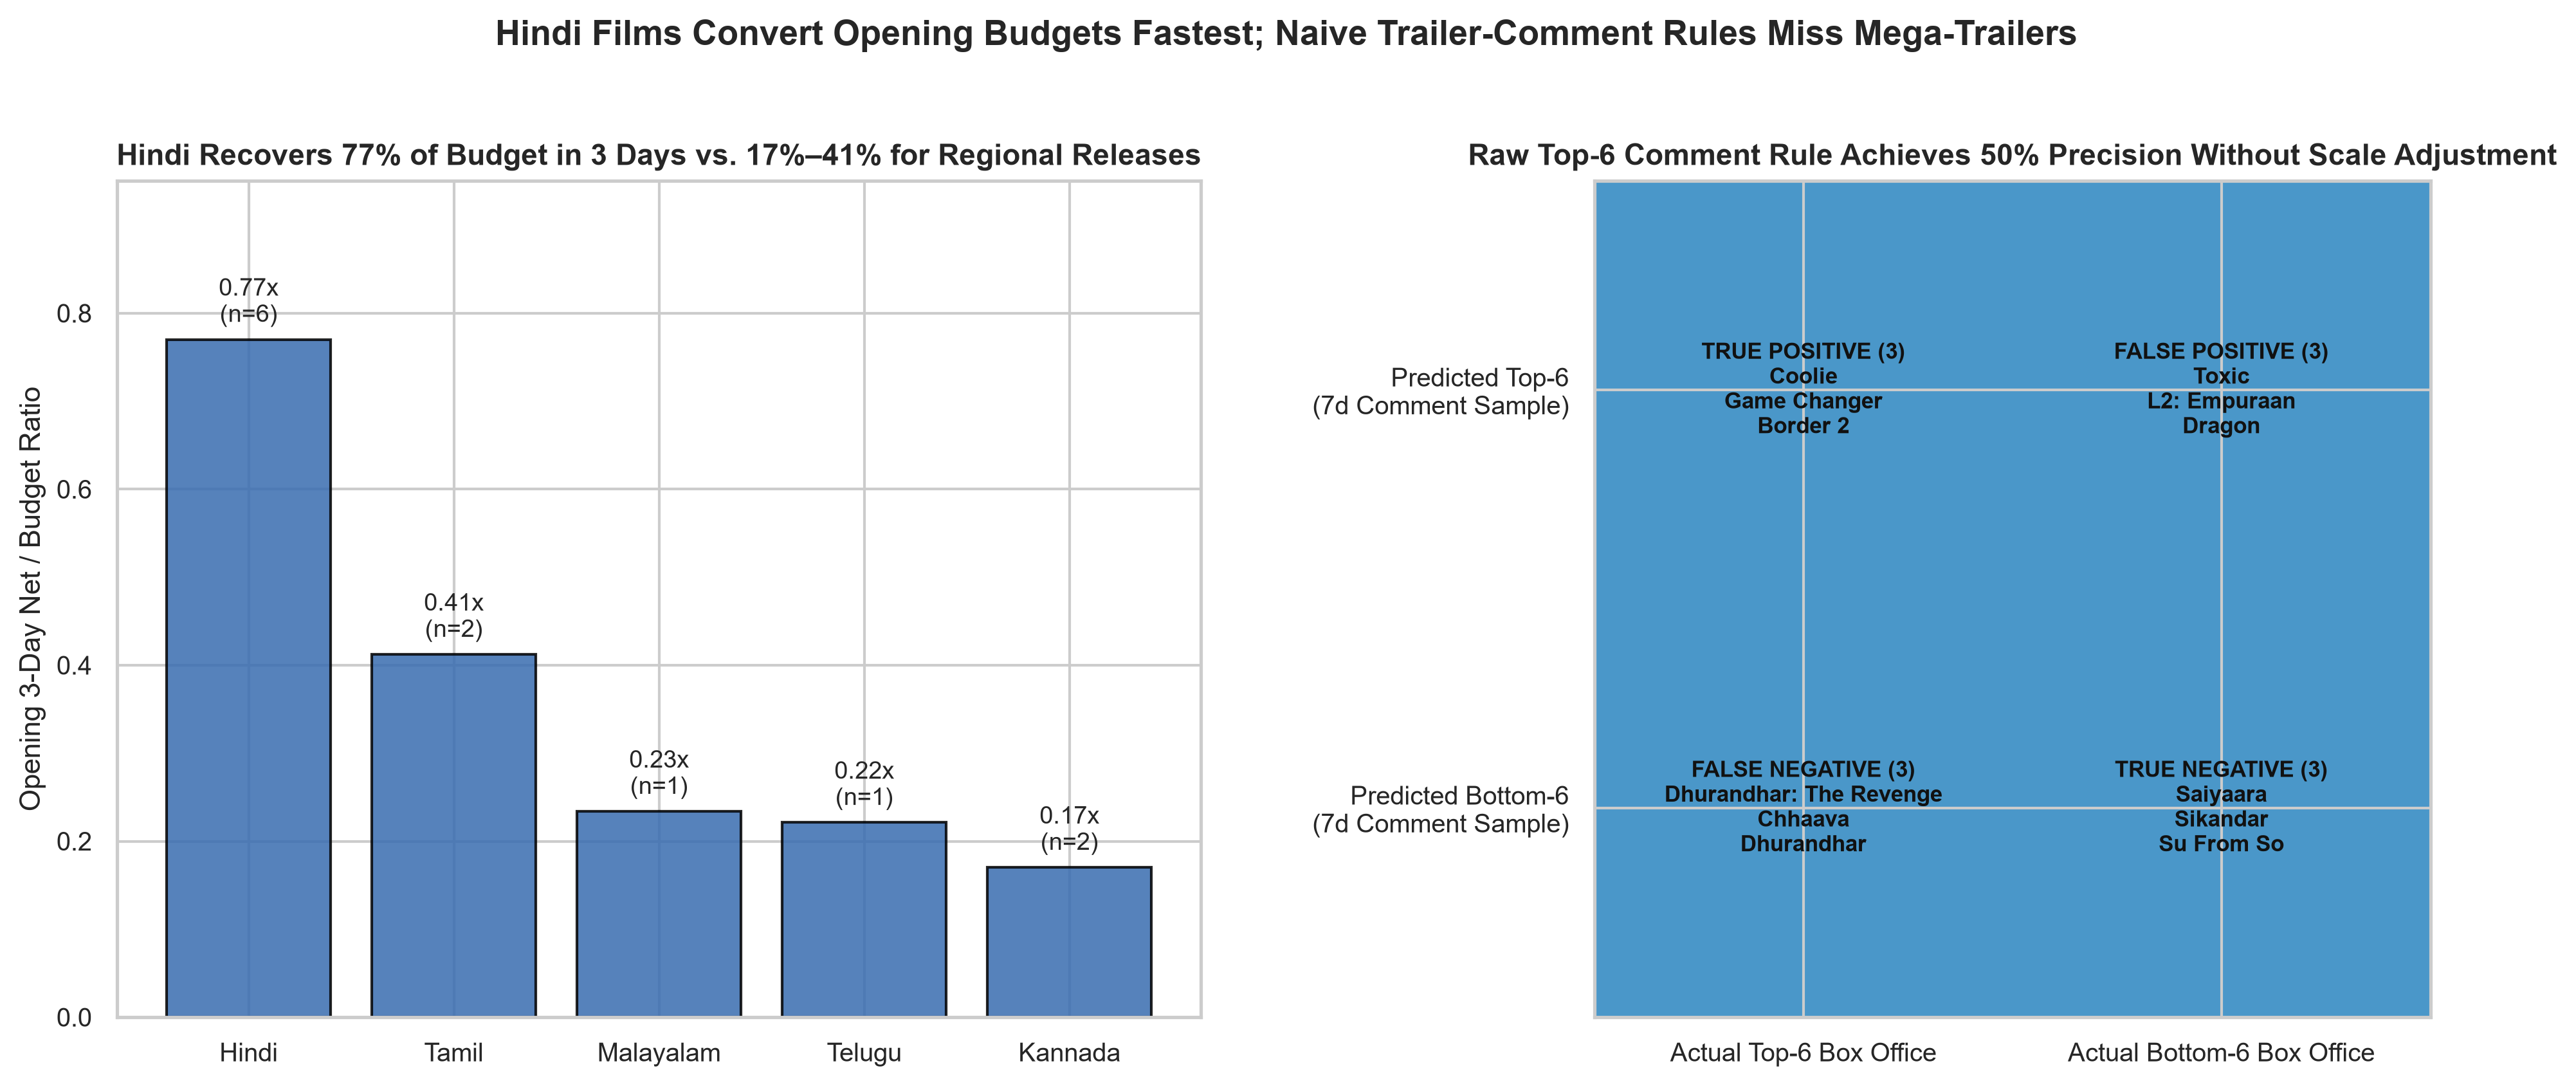 Hindi Films Convert Opening Budgets Fastest; Naive Trailer-Comment Rules Miss Mega-Trailers
Hindi Recovers 77% of Budget in 3 Days vs. 17%–41% for Regional Releases
Opening 3-Day Net / Budget Ratio
0.8
0.6
0.4
0.2
0.0
0.77x
(n=6)
0.41x
(n=2)
0.23x
(n=1)
0.22x
(n=1)
0.17x
(n=2)
Hindi
Tamil
Malayalam
Telugu
Kannada
Raw Top-6 Comment Rule Achieves 50% Precision Without Scale Adjustment
Predicted Top-6
(7d Comment Sample)
TRUE POSITIVE (3)
Coolie
Game Changer
Border 2
FALSE POSITIVE (3)
Toxic
L2: Empuraan
Dragon
Predicted Bottom-6
(7d Comment Sample)
FALSE NEGATIVE (3)
Dhurandhar: The Revenge
Chhaava
Dhurandhar
TRUE NEGATIVE (3)
Saiyaara
Sikandar
Su From So
Actual Top-6 Box Office
Actual Bottom-6 Box Office